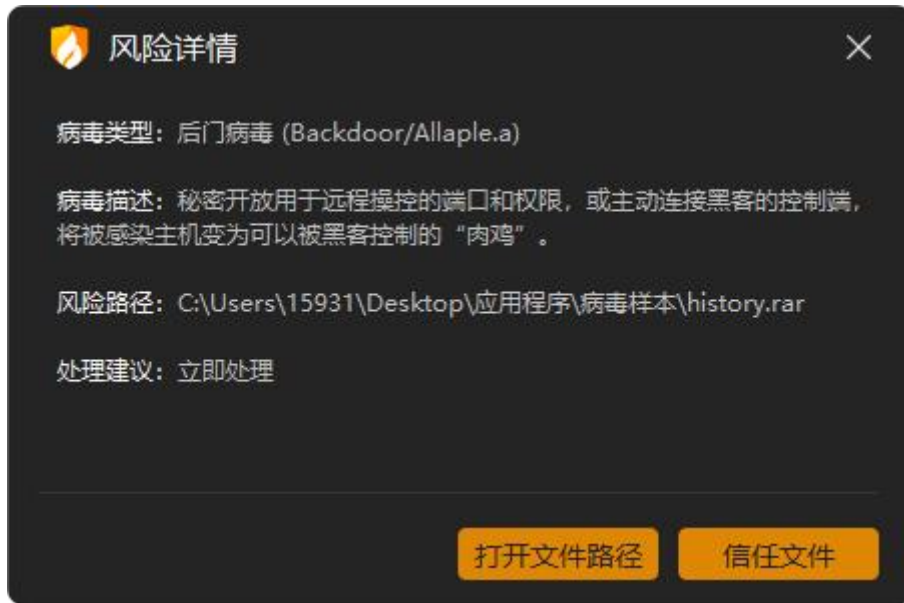 风险详情
病毒类型：后门病毒 (Backdoor/Allaple.a)
病毒描述：秘密开放用于远程操控的端口和权限，或主动连接黑客的控制端，
将被感染主机变为可以被黑客控制的“肉鸡”。
风险路径：C:\Users\15931\Desktop\应用程序\病毒样本\history.rar
处理建议：立即处理
打开文件路径
信任文件